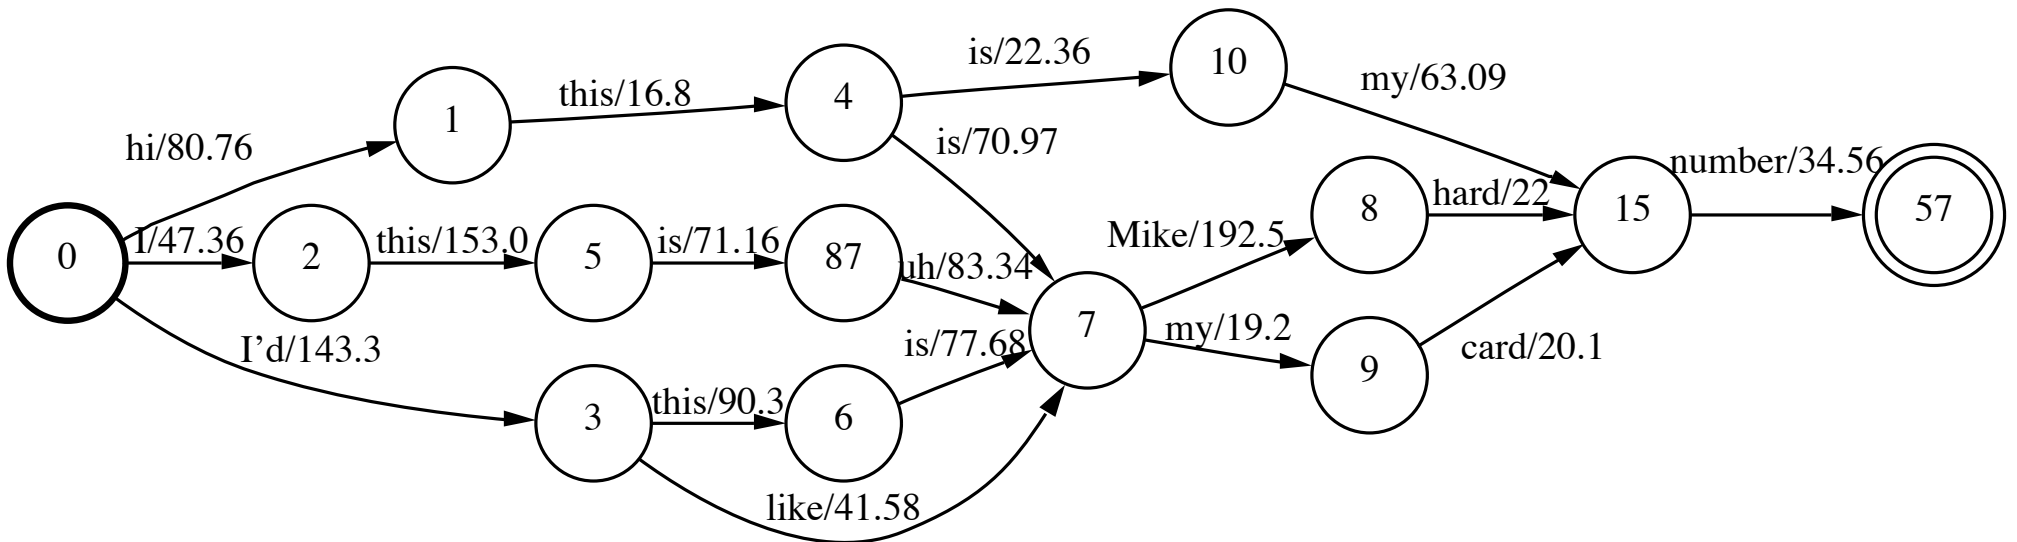 is/22.36
10
my/63.09
this/16.8
4
1
hi/80.76
is/70.97
number/34.56
hard/22
8
15
57
I/47.36
this/153.0
is/71.16
Mike/192.5
0
2
5
87
uh/83.34
7
my/19.2
is/77.68
I’d/143.3
9
card/20.1
this/90.3
3
6
like/41.58